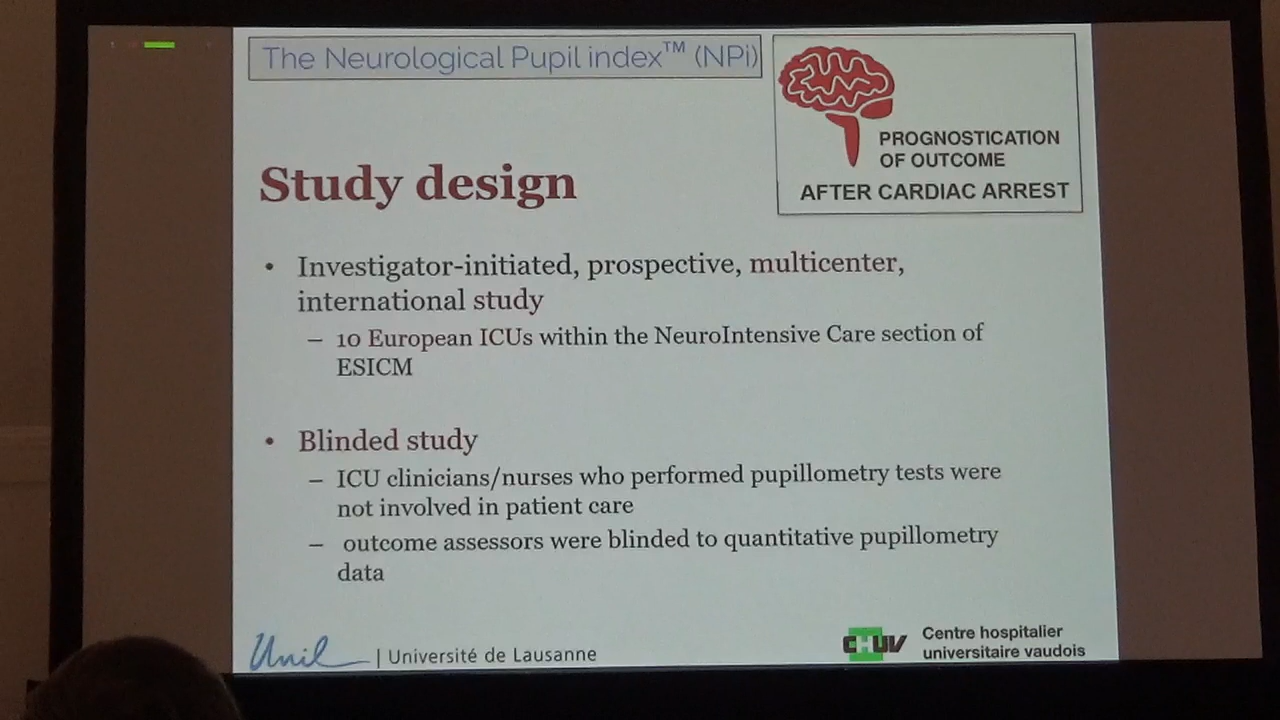 The Neurological Pupil index™ (NPi)
PROGNOSTICATION
OF OUTCOME
AFTER CARDIAC ARREST
Study design
• Investigator-initiated, prospective, multicenter,
international study
– 10 European ICUs within the NeuroIntensive Care section of
ESICM
• Blinded study
– ICU clinicians/nurses who performed pupillometry tests were
not involved in patient care
– outcome assessors were blinded to quantitative pupillometry
data
Unil | Université de Lausanne
CHUV Centre hospitalier
universitaire vaudois